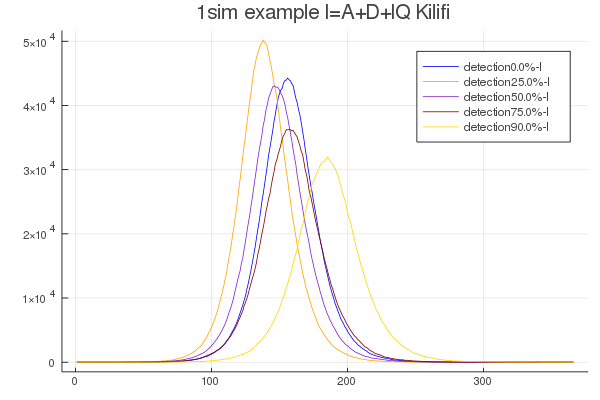 1sim example I=A+D+IQ Kilifi
5×10⁴
4×10⁴
3×10⁴
2×10⁴
1×10⁴
0
0
100
200
300
detection0.0%-I
detection25.0%-I
detection50.0%-I
detection75.0%-I
detection90.0%-I